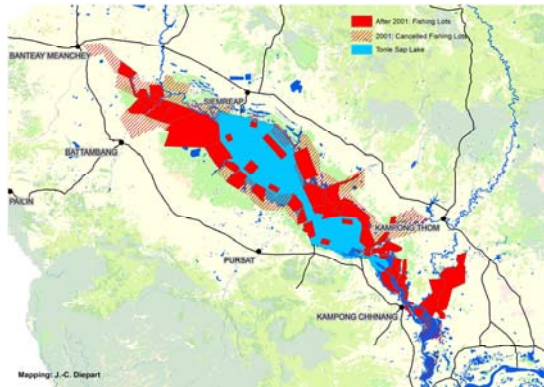 After 2001: Fishing Lots
2001: Cancelled Fishing Lots
Tonle Sap Lake
BANTEAY MEANCHEY
SIEMREAP
BATTAMBANG
PAILIN
KAMPONG THOM
PURSAT
KAMPONG CHHNANG
Mapping: J.-C. Diepart